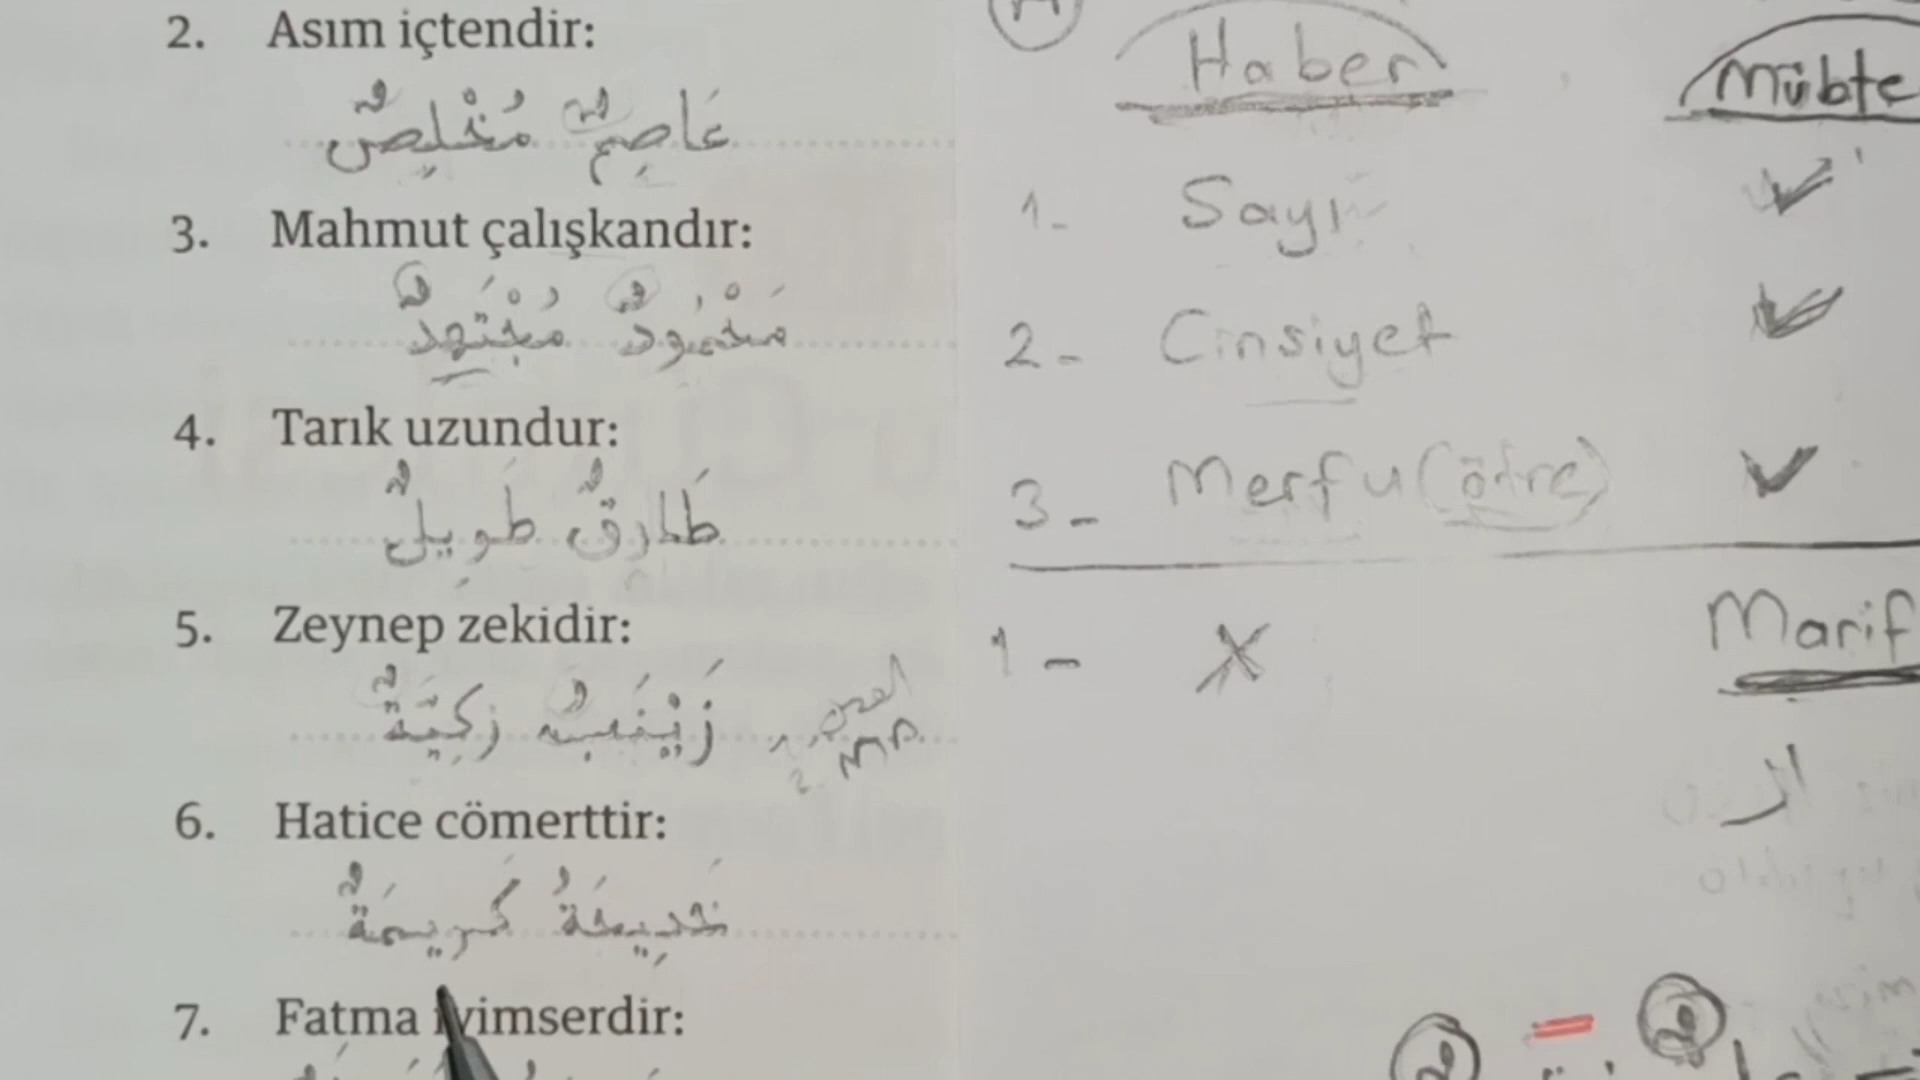 2. Asım içtendir:
عَاصِمٌ مُخْلِصٌ
3. Mahmut çalışkandır:
مَحْمُودٌ مُجْتَهِدٌ
4. Tarık uzundur:
طَارِقٌ طَوِيلٌ
5. Zeynep zekidir:
زَيْنَبُ زَكِيَّةٌ
6. Hatice cömerttir:
خَدِيجَةُ كَرِيمَةٌ
7. Fatma iyimserdir:
Haber Mübte
1- Sayı ✓
2- Cinsiyet ✓
3- Merfu (ötre) ✓
1- X Marif
ال